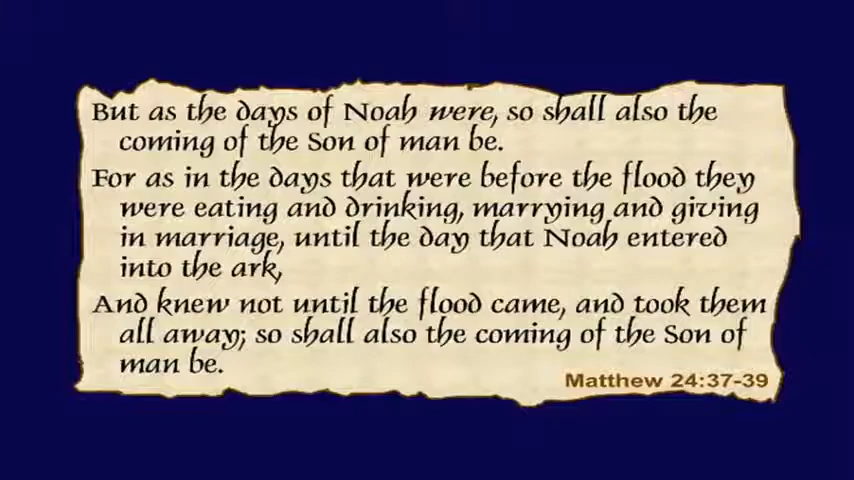 But as the days of Noah were, so shall also the
coming of the Son of man be.
For as in the days that were before the flood they
were eating and drinking, marrying and giving
in marriage, until the day that Noah entered
into the ark,
And knew not until the flood came, and took them
all away; so shall also the coming of the Son of
man be.
Matthew 24:37-39